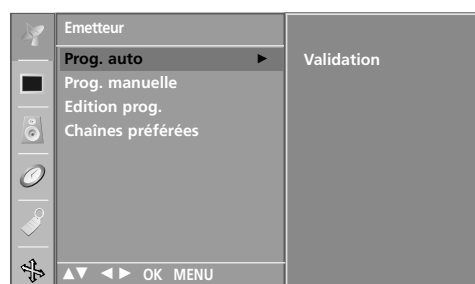 Emetteur
Prog. auto ►
Validation
Prog. manuelle
Edition prog.
Chaînes préférées
▲▼ ◄► OK MENU